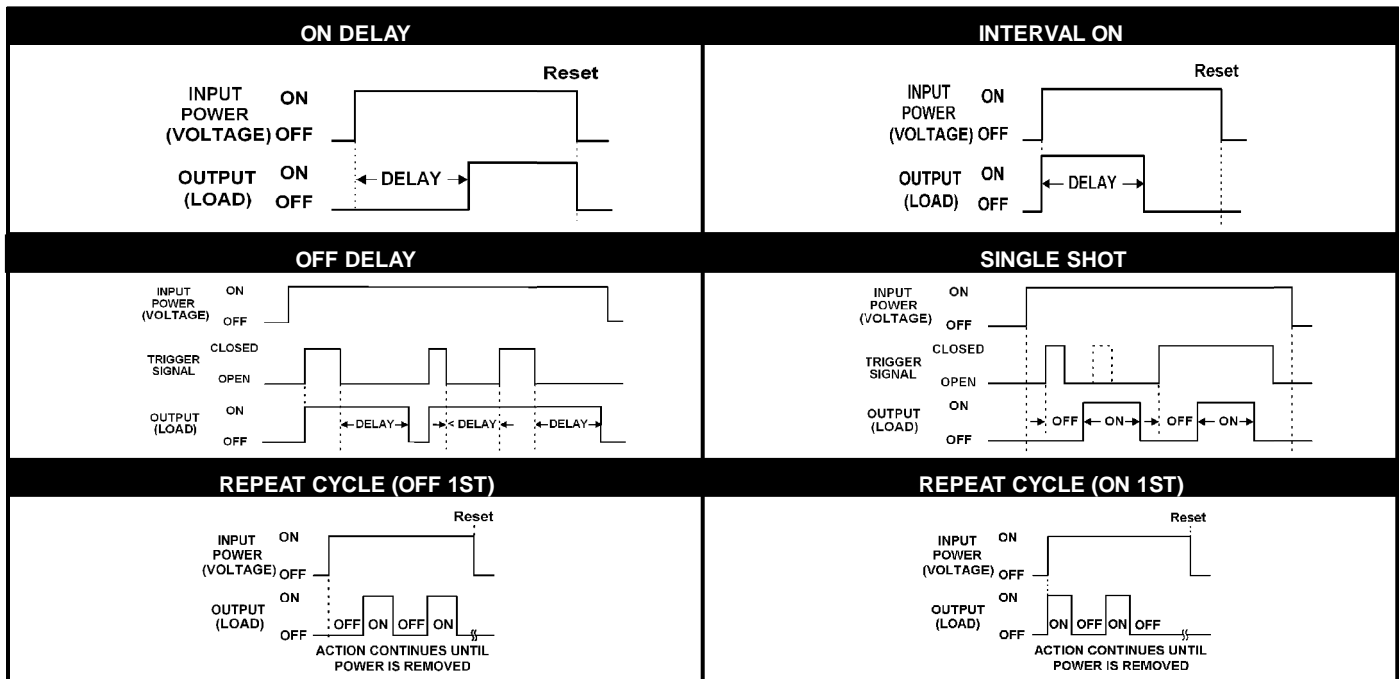 ON DELAY
Reset
INPUT POWER (VOLTAGE)
ON
OFF
OUTPUT (LOAD)
ON
OFF
DELAY
INTERVAL ON
Reset
INPUT POWER (VOLTAGE)
ON
OFF
OUTPUT (LOAD)
ON
OFF
DELAY
OFF DELAY
INPUT POWER (VOLTAGE)
ON
OFF
TRIGGER SIGNAL
CLOSED
OPEN
OUTPUT (LOAD)
ON
OFF
DELAY
< DELAY
DELAY
SINGLE SHOT
INPUT POWER (VOLTAGE)
ON
OFF
TRIGGER SIGNAL
CLOSED
OPEN
OUTPUT (LOAD)
ON
OFF
OFF ON OFF ON
REPEAT CYCLE (OFF 1ST)
Reset
INPUT POWER (VOLTAGE)
ON
OFF
OUTPUT (LOAD)
ON
OFF
OFF ON OFF ON
ACTION CONTINUES UNTIL
POWER IS REMOVED
REPEAT CYCLE (ON 1ST)
Reset
INPUT POWER (VOLTAGE)
ON
OFF
OUTPUT (LOAD)
ON
OFF
ON OFF ON OFF
ACTION CONTINUES UNTIL
POWER IS REMOVED